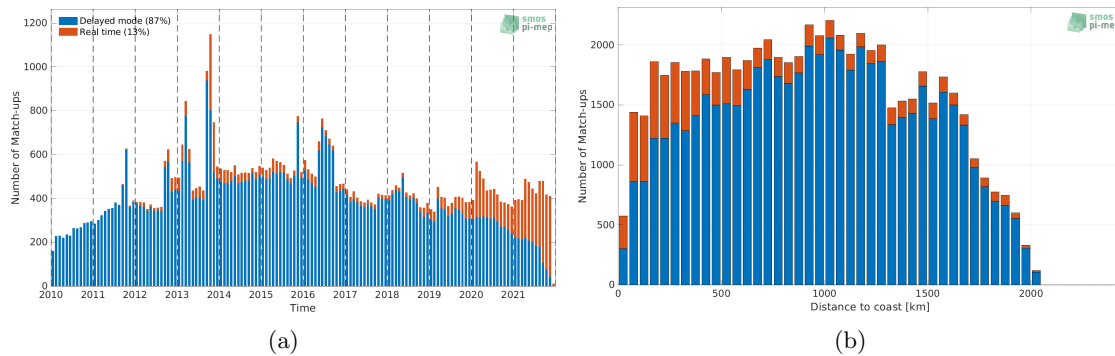 Delayed mode (87%)
Real time (13%)
smos
pi-mep
1200
1000
800
600
400
200
0
Number of Match-ups
2010
2011
2012
2013
2014
2015
2016
2017
2018
2019
2020
2021
Time
(a)
smos
pi-mep
2000
1500
1000
500
0
Number of Match-ups
0
500
1000
1500
2000
Distance to coast [km]
(b)